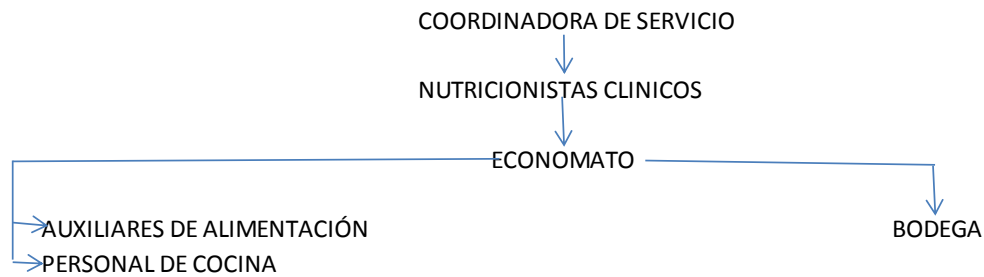 COORDINADORA DE SERVICIO
NUTRICIONISTAS CLINICOS
ECONOMATO
AUXILIARES DE ALIMENTACIÓN
BODEGA
PERSONAL DE COCINA